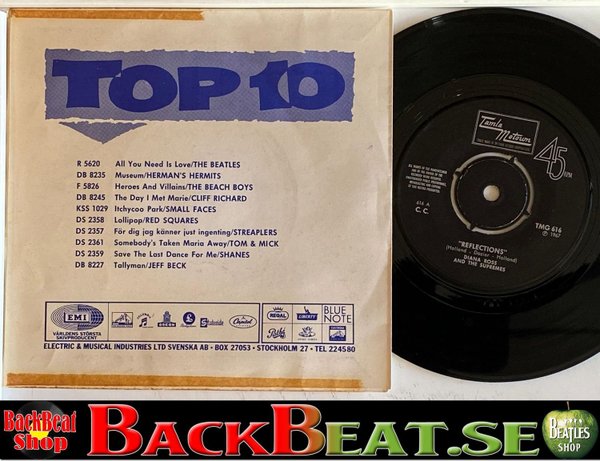 TOP 10
R 5620 All You Need Is Love/THE BEATLES
DB 8235 Museum/HERMAN'S HERMITS
F 5826 Heroes And Villains/THE BEACH BOYS
DB 8245 The Day I Met Marie/CLIFF RICHARD
KSS 1029 Itchycoo Park/SMALL FACES
DS 2358 Lollipop/RED SQUARES
DS 2357 För dig jag känner just ingenting/STREAPLERS
DS 2361 Somebody's Taken Maria Away/TOM & MICK
DS 2359 Save The Last Dance For Me/SHANES
DB 8227 Tallyman/JEFF BECK
EMI
VÄRLDENS STÖRSTA
SKIVPRODUCENT
Capitol
REGAL
LIBERTY
BLUE
NOTE
ELECTRIC & MUSICAL INDUSTRIES LTD SVENSKA AB • BOX 27053 • STOCKHOLM 27 • TEL 224580
Tamla
Motown
45 RPM
616 A
C. C.
TMG 616
℗ 1967
"REFLECTIONS"
(Holland - Dozier - Holland)
DIANA ROSS
AND THE SUPREMES
BackBeat
Shop
BACKBEAT.SE
BEATLES
SHOP